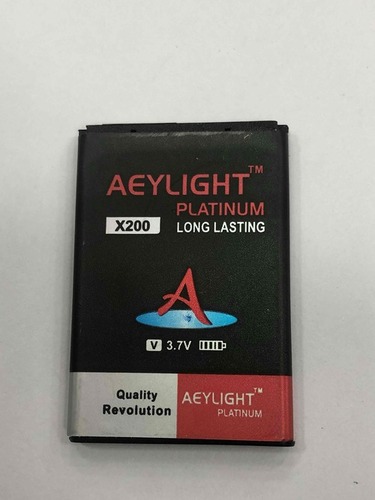 AEYLIGHT™
PLATINUM
X200 LONG LASTING
A
V 3.7V
Quality
Revolution
AEYLIGHT™
PLATINUM